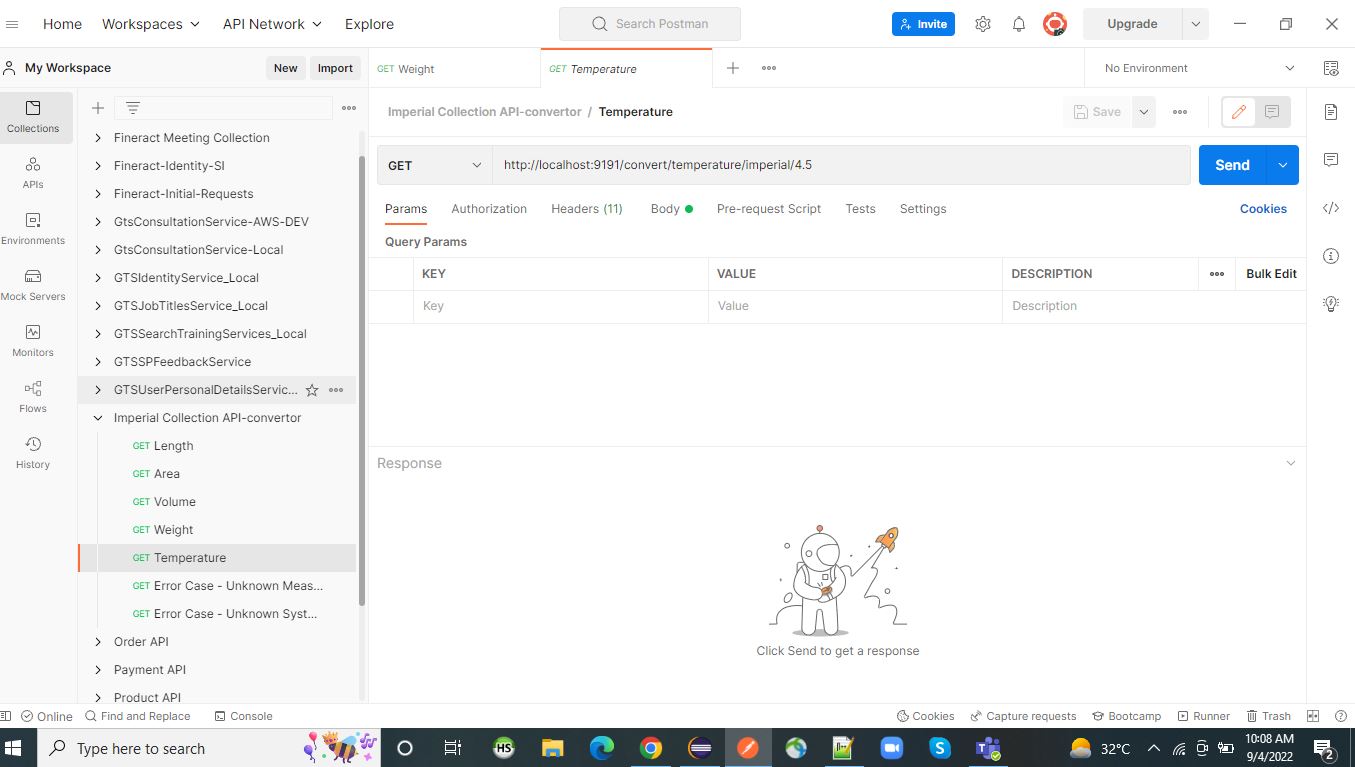 Home Workspaces API Network Explore Search Postman Invite Upgrade
My Workspace New Import
GET Weight GET Temperature No Environment
Collections
APIs
Environments
Mock Servers
Monitors
Flows
History
Fineract Meeting Collection
Fineract-Identity-SI
Fineract-Initial-Requests
GtsConsultationService-AWS-DEV
GtsConsultationService-Local
GTSIdentityService_Local
GTSJobTitlesService_Local
GTSSearchTrainingServices_Local
GTSSPFeedbackService
GTSUserPersonalDetailsServic...
Imperial Collection API-convertor
GET Length
GET Area
GET Volume
GET Weight
GET Temperature
GET Error Case - Unknown Meas...
GET Error Case - Unknown Syst...
Order API
Payment API
Product API
Imperial Collection API-convertor / Temperature Save
GET http://localhost:9191/convert/temperature/imperial/4.5 Send
Params Authorization Headers (11) Body Pre-request Script Tests Settings Cookies
Query Params
KEY VALUE DESCRIPTION Bulk Edit
Key Value Description
Response
Click Send to get a response
Online Find and Replace Console Cookies Capture requests Bootcamp Runner Trash
Type here to search HS 32°C 10:08 AM
9/4/2022 2